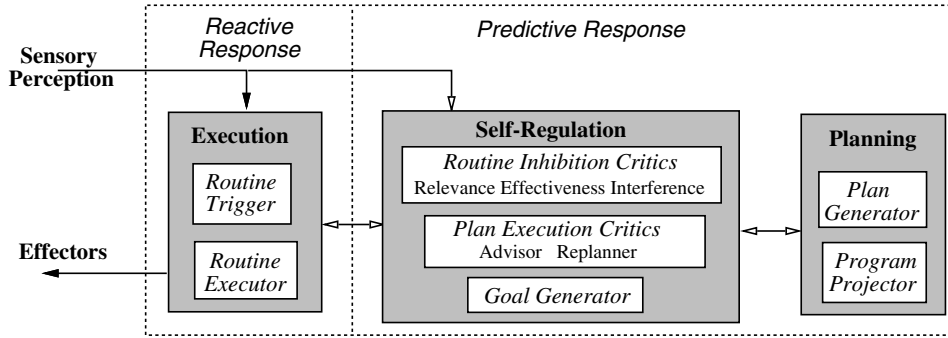 Reactive
Response
Predictive Response
Sensory
Perception
Execution
Routine
Trigger
Routine
Executor
Effectors
Self-Regulation
Routine Inhibition Critics
Relevance Effectiveness Interference
Plan Execution Critics
Advisor Replanner
Goal Generator
Planning
Plan
Generator
Program
Projector